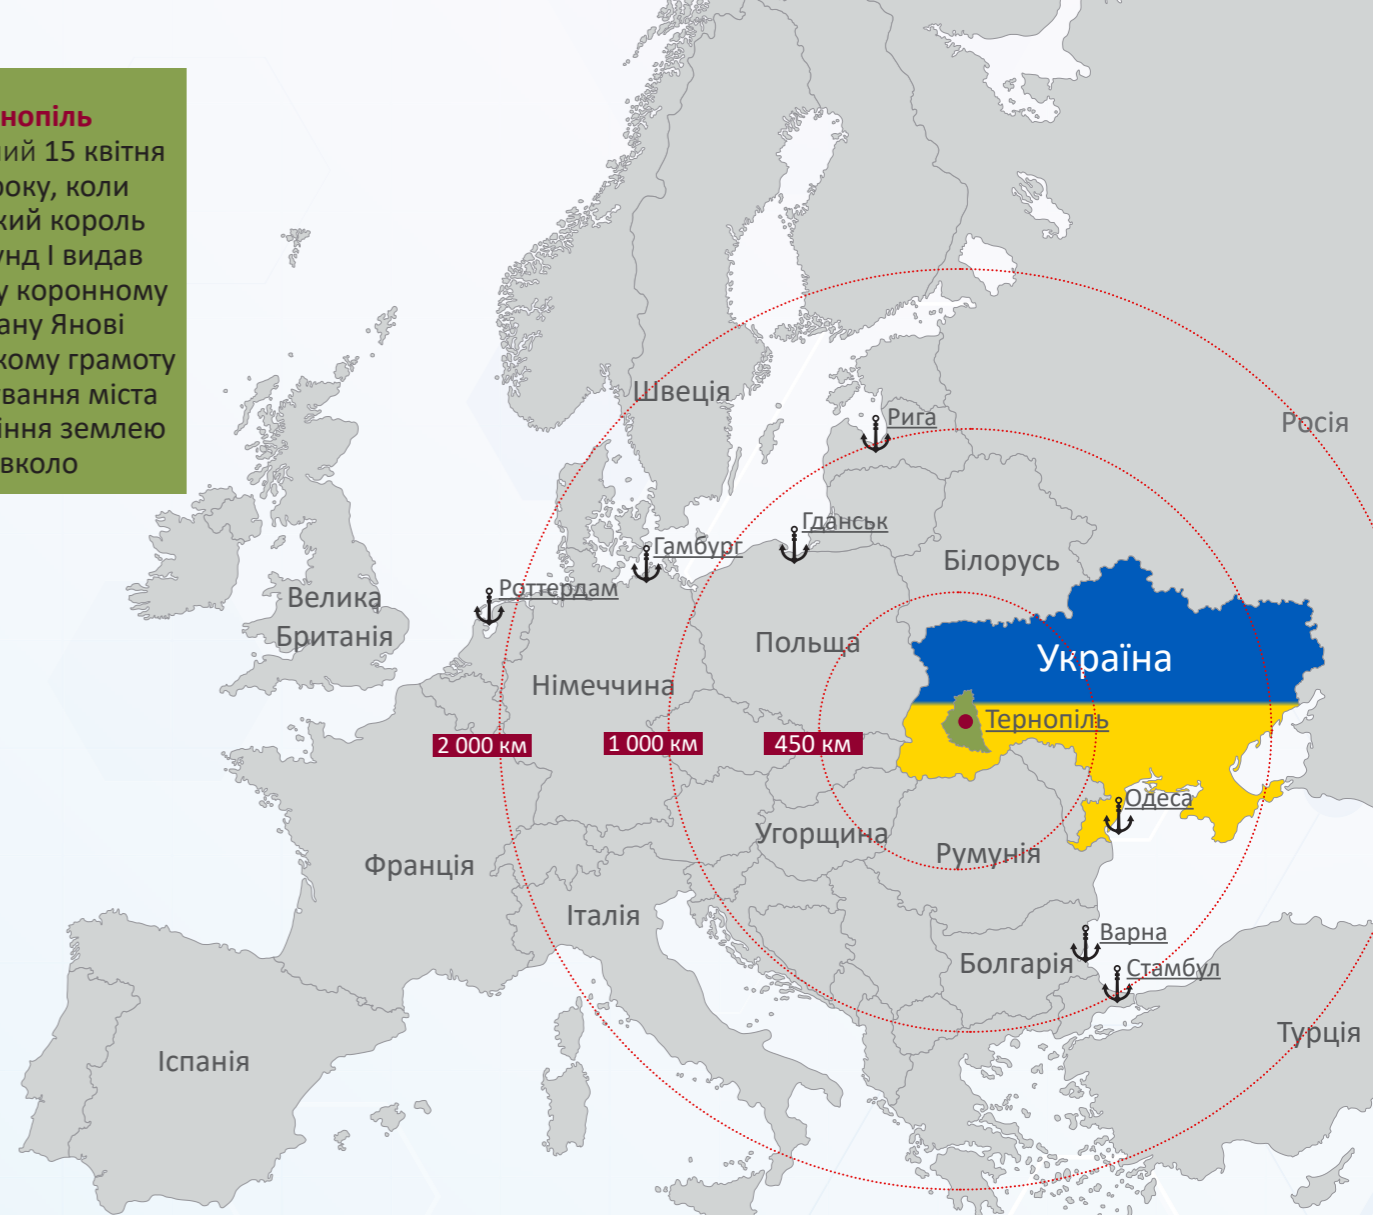 нопіль
ний 15 квітня
року, коли
кий король
унд І видав
у коронному
ану Янові
кому грамоту
вання міста
іння землею
вколо
Швеція
Рига
Росія
Гданськ
Гамбург
Білорусь
Роттердам
Велика
Британія
Польща
Україна
Німеччина
Тернопіль
2 000 км
1 000 км
450 км
Одеса
Угорщина
Румунія
Франція
Італія
Варна
Болгарія
Стамбул
Турція
Іспанія